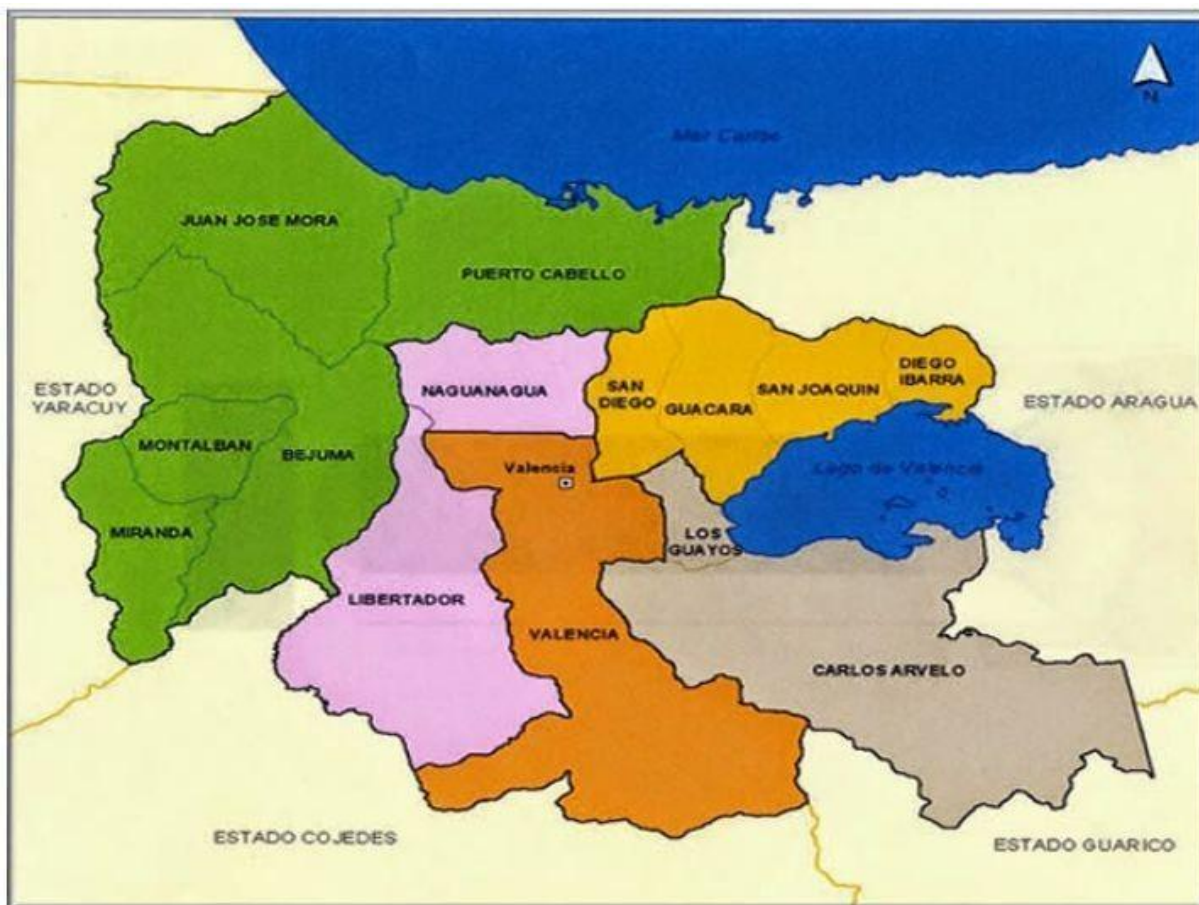 Mar Caribe
N
JUAN JOSE MORA
PUERTO CABELLO
ESTADO
YARACUY
NAGUANAGUA
SAN
DIEGO
GUACARA
SAN JOAQUIN
DIEGO
IBARRA
ESTADO ARAGUA
MONTALBAN
BEJUMA
Valencia
Lago de Valencia
MIRANDA
LOS
GUAYOS
LIBERTADOR
VALENCIA
CARLOS ARVELO
ESTADO COJEDES
ESTADO GUARICO